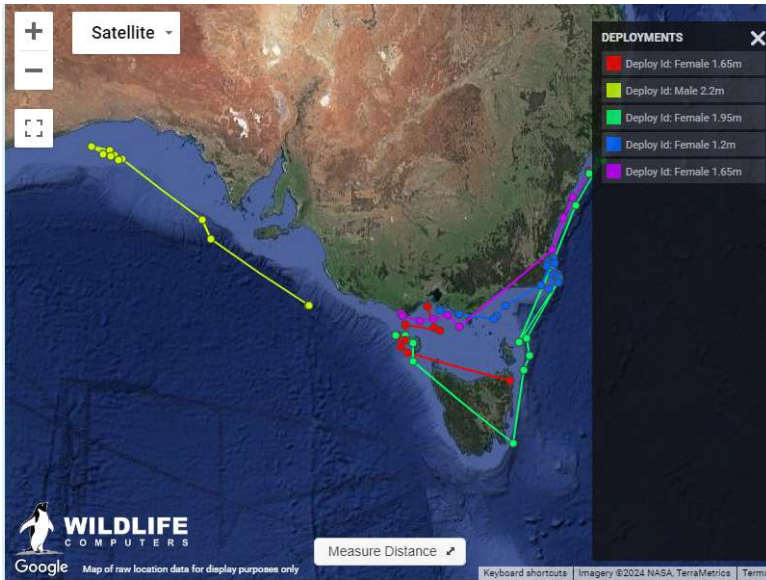 +
Satellite
−
DEPLOYMENTS
Deploy Id: Female 1.65m
Deploy Id: Male 2.2m
Deploy Id: Female 1.95m
Deploy Id: Female 1.2m
Deploy Id: Female 1.65m
WILDLIFE
COMPUTERS
Measure Distance
Google
Map of raw location data for display purposes only
Keyboard shortcuts
Imagery ©2024 NASA, TerraMetrics
Terms